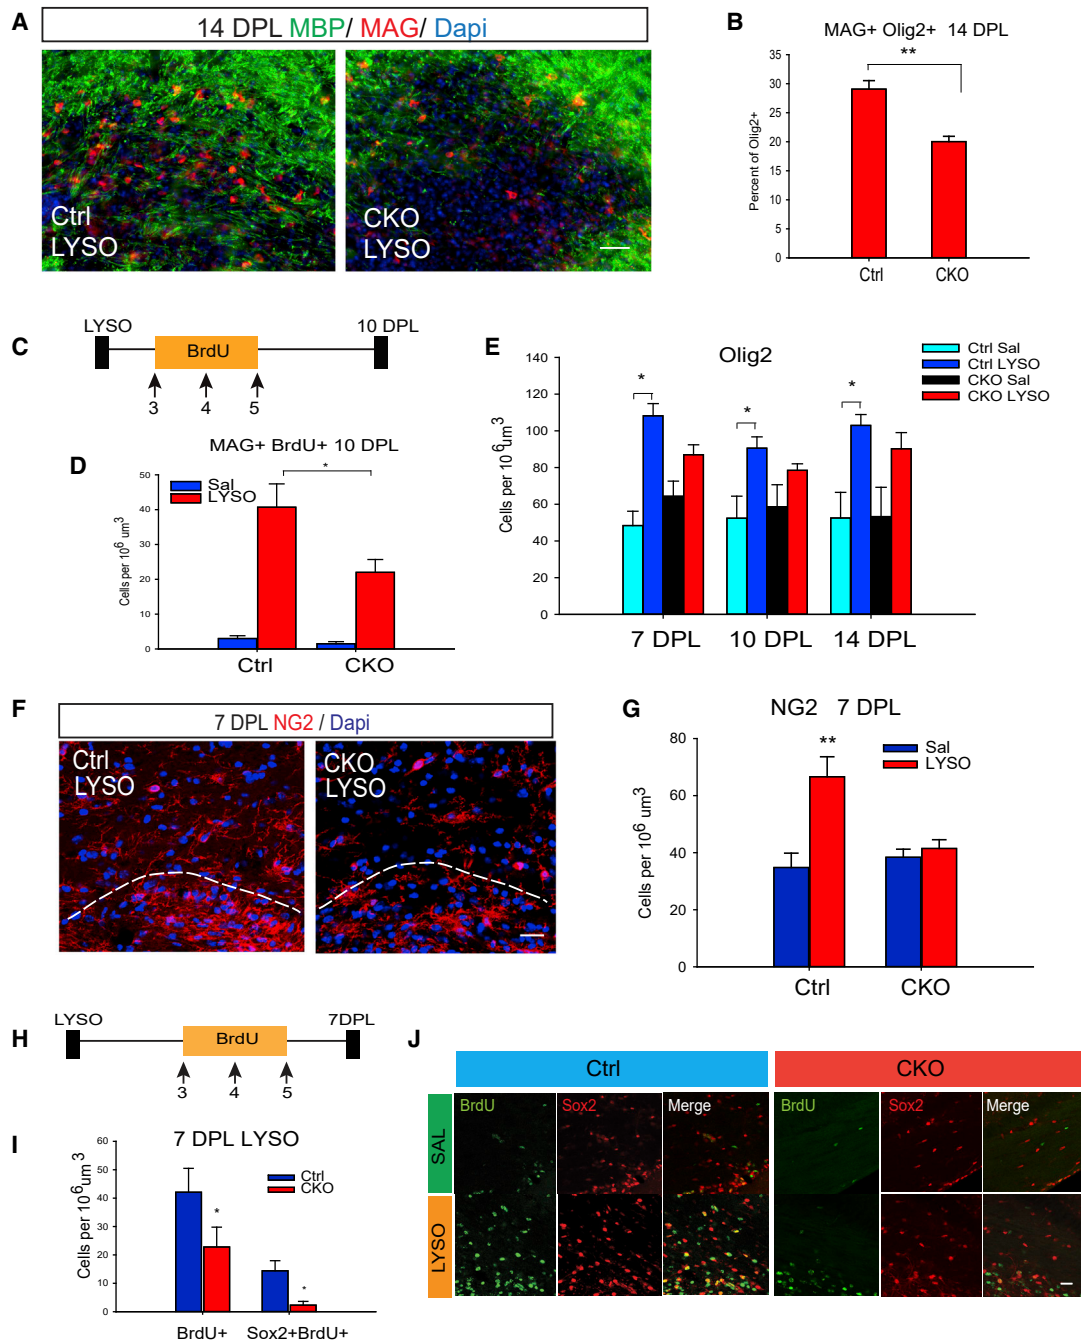 A
14 DPL MBP/ MAG/ Dapi
Ctrl
LYSO
CKO
LYSO
B
MAG+ Olig2+ 14 DPL
**
Percent of Olig2+
35
30
25
20
15
10
5
0
Ctrl
CKO
C
LYSO
BrdU
10 DPL
3
4
5
D
MAG+ BrdU+ 10 DPL
Sal
LYSO
*
Cells per 10⁶ um³
50
40
30
20
10
0
Ctrl
CKO
E
Olig2
Ctrl Sal
Ctrl LYSO
CKO Sal
CKO LYSO
*
*
*
Cells per 10⁶um³
140
120
100
80
60
40
20
0
7 DPL
10 DPL
14 DPL
F
7 DPL NG2 / Dapi
Ctrl
LYSO
CKO
LYSO
G
NG2 7 DPL
**
Sal
LYSO
Cells per 10⁶ um³
80
60
40
20
0
Ctrl
CKO
H
LYSO
BrdU
7DPL
3
4
5
I
7 DPL LYSO
Ctrl
CKO
*
*
Cells per 10⁶um³
60
50
40
30
20
10
0
BrdU+
Sox2+BrdU+
J
Ctrl
CKO
BrdU
Sox2
Merge
BrdU
Sox2
Merge
SAL
LYSO